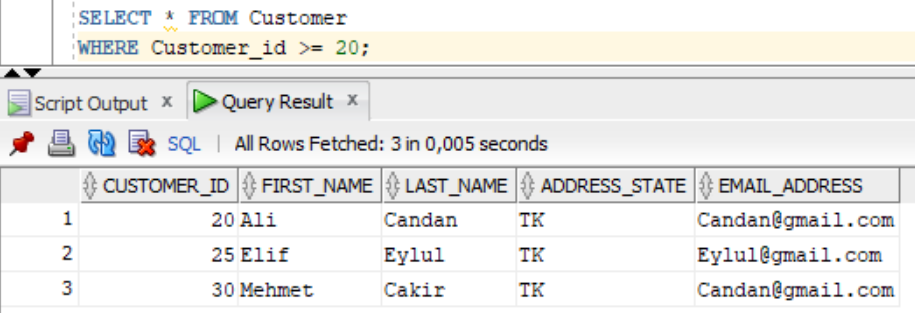 SELECT * FROM Customer
WHERE Customer_id >= 20;
Script Output x Query Result x
SQL | All Rows Fetched: 3 in 0,005 seconds
CUSTOMER_ID FIRST_NAME LAST_NAME ADDRESS_STATE EMAIL_ADDRESS
1 20 Ali Candan TK Candan@gmail.com
2 25 Elif Eylul TK Eylul@gmail.com
3 30 Mehmet Cakir TK Candan@gmail.com